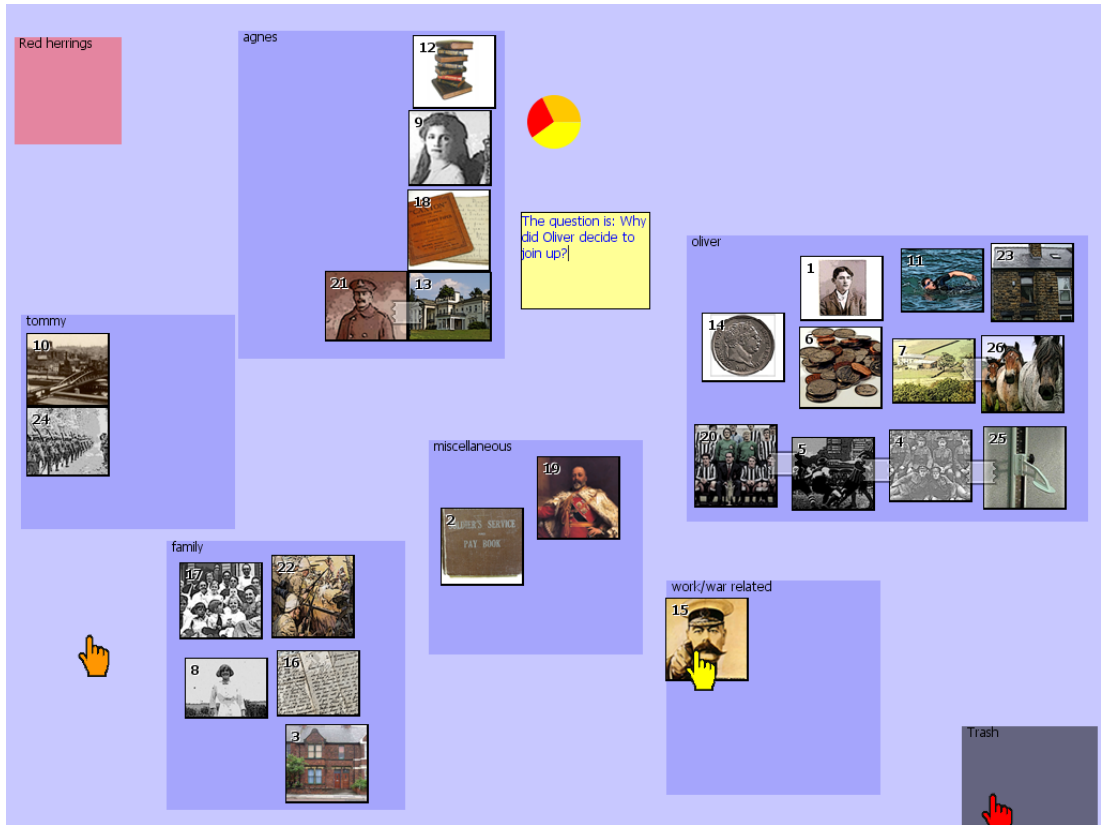 Red herrings
agnes
12
9
18
21
13
The question is: Why
did Oliver decide to
join up?
oliver
1
11
23
14
6
7
26
20
5
4
25
tommy
10
24
miscellaneous
19
2
SOLDIER'S SERVICE
PAY BOOK
family
17
22
8
16
3
work/war related
15
Trash